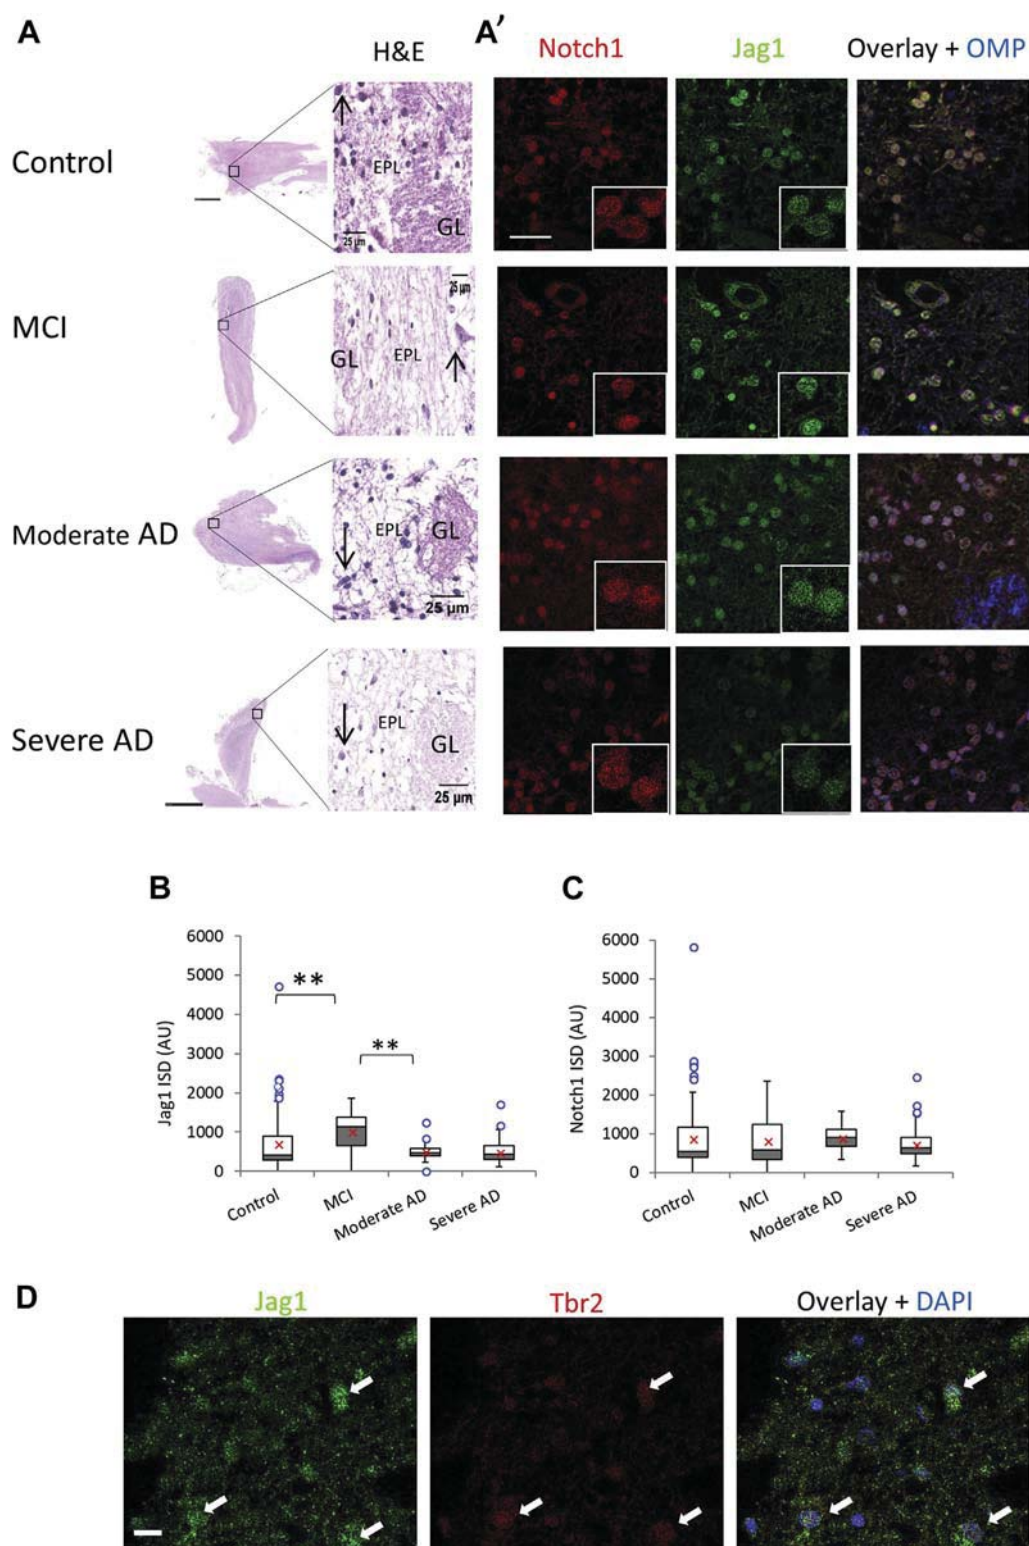 A
H&E
A'
Notch1
Jag1
Overlay + OMP
Control
EPL
GL
25 µm
MCI
25 µm
GL
EPL
Moderate AD
EPL
GL
25 µm
Severe AD
EPL
GL
25 µm
B
Jag1 ISD (AU)
6000
5000
4000
3000
2000
1000
0
**
**
Control
MCI
Moderate AD
Severe AD
C
Notch1 ISD (AU)
6000
5000
4000
3000
2000
1000
0
Control
MCI
Moderate AD
Severe AD
D
Jag1
Tbr2
Overlay + DAPI